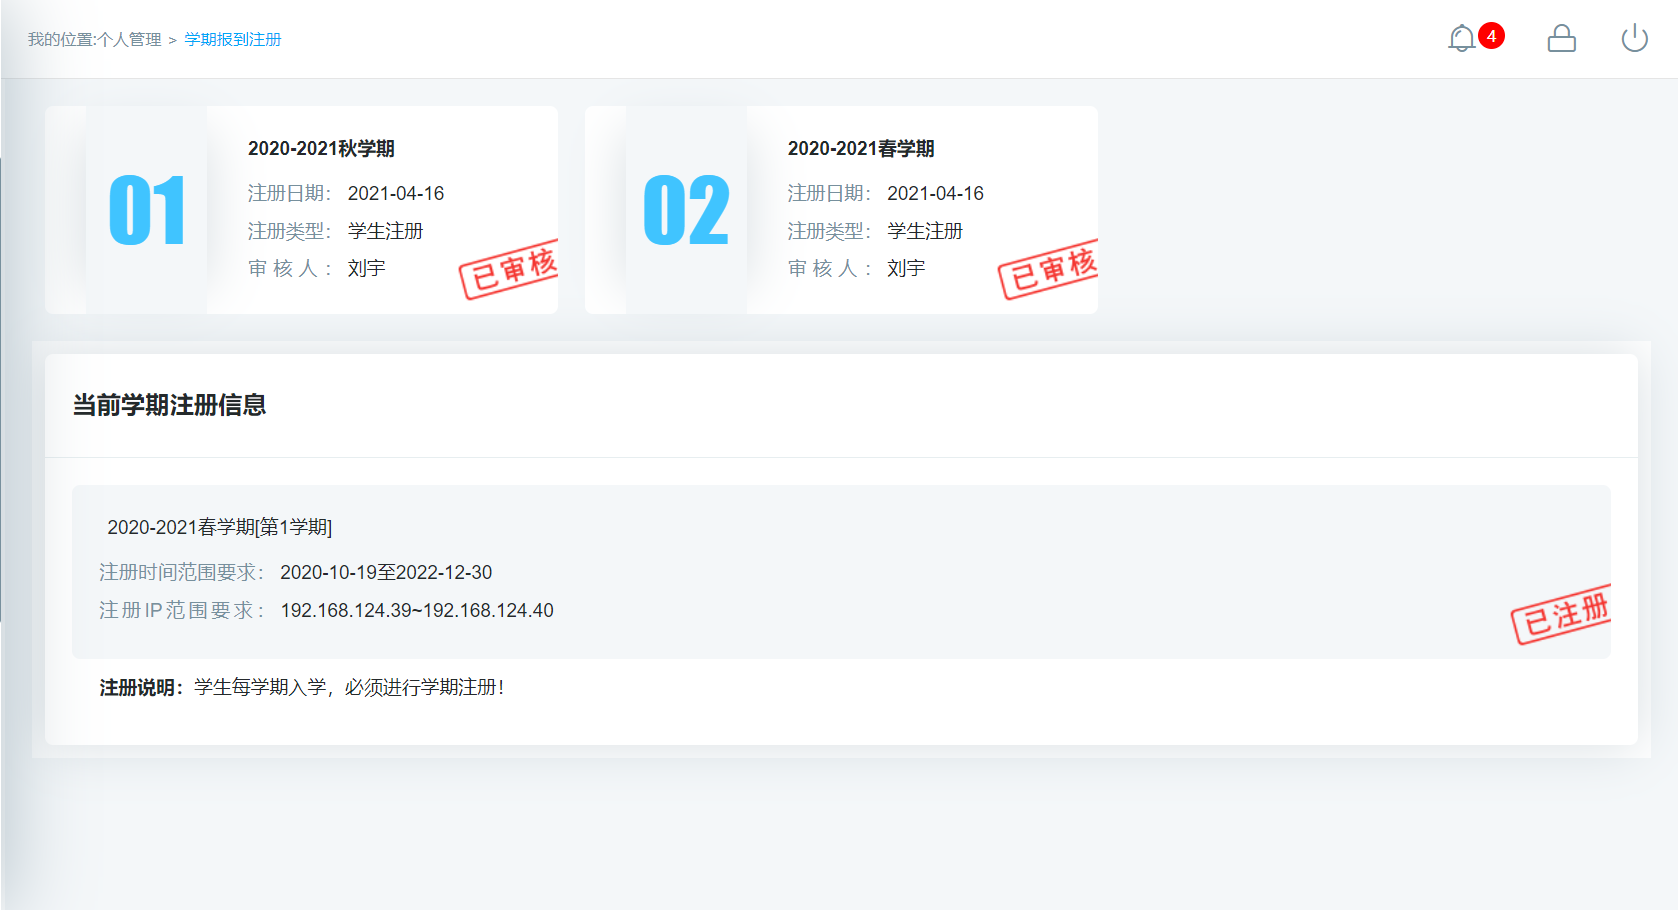 我的位置:个人管理 > 学期报到注册
4
01
2020-2021秋学期
注册日期： 2021-04-16
注册类型： 学生注册
审 核 人 ： 刘宇
已审核
02
2020-2021春学期
注册日期： 2021-04-16
注册类型： 学生注册
审 核 人 ： 刘宇
已审核
当前学期注册信息
2020-2021春学期[第1学期]
注册时间范围要求： 2020-10-19至2022-12-30
注册IP范围要求： 192.168.124.39~192.168.124.40
已注册
注册说明：学生每学期入学，必须进行学期注册！